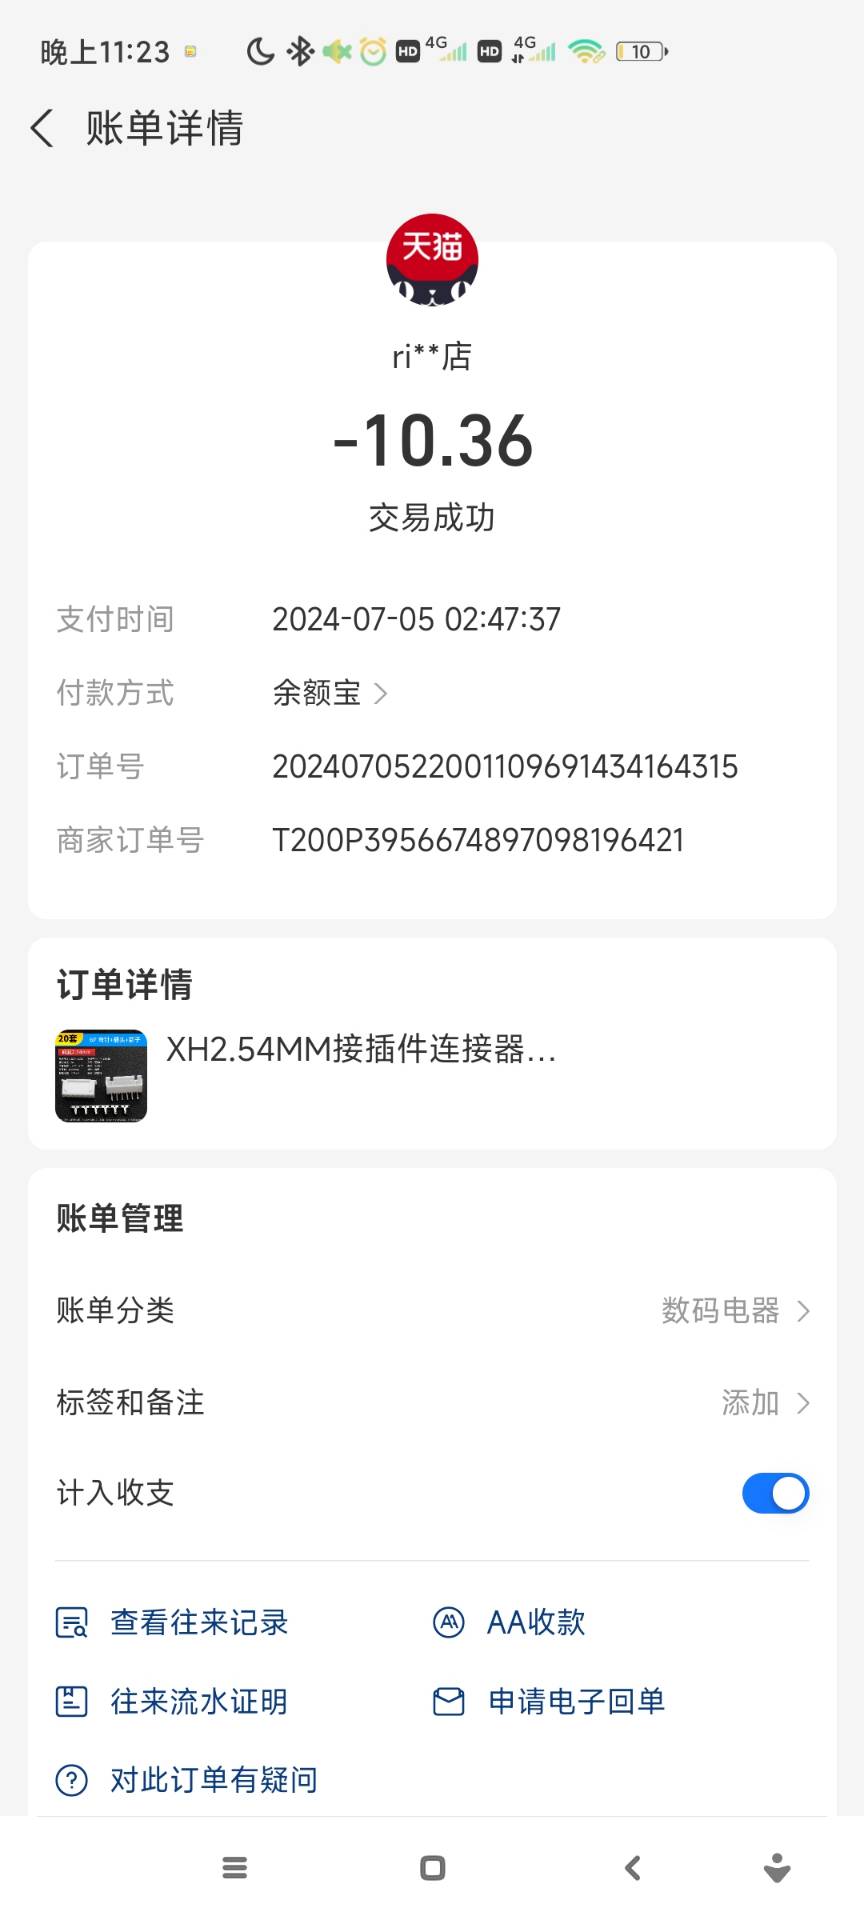 晚上11:23 HD 4G HD 4G 10
账单详情
天猫
ri**店
-10.36
交易成功
支付时间 2024-07-05 02:47:37
付款方式 余额宝
订单号 2024070522001109691434164315
商家订单号 T200P3956674897098196421
订单详情
20套
XH2.54MM接插件连接器...
账单管理
账单分类 数码电器
标签和备注 添加
计入收支
查看往来记录 AA收款
往来流水证明 申请电子回单
对此订单有疑问